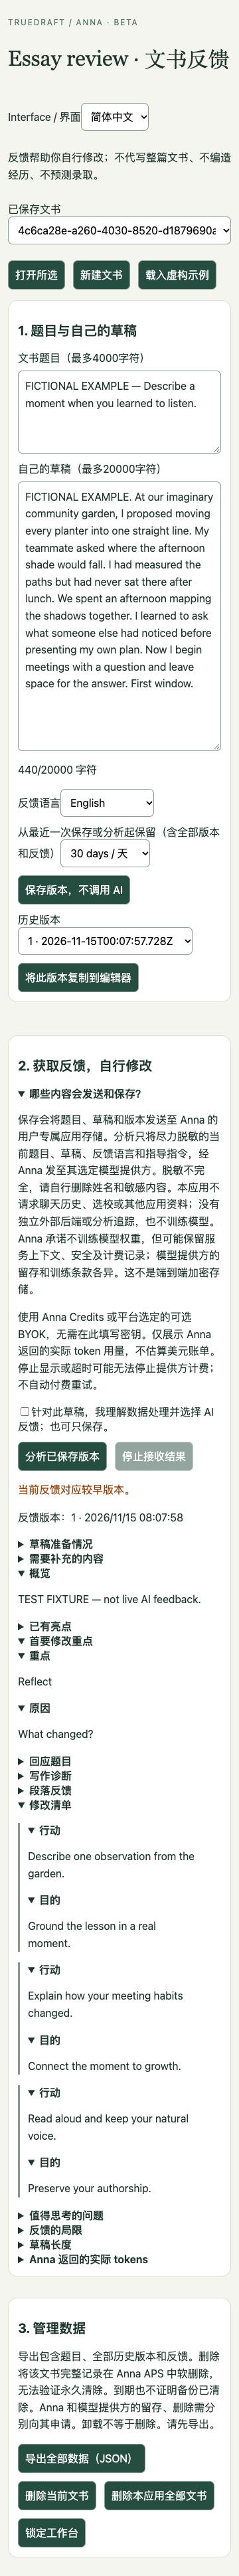 TRUEDRAFT / ANNA · BETA
Essay review · 文书反馈
Interface / 界面 简体中文
反馈帮助你自行修改；不代写整篇文书、不编造
经历、不预测录取。
已保存文书
4c6ca28e-a260-4030-8520-d1879690a
打开所选 新建文书 载入虚构示例
1. 题目与自己的草稿
文书题目（最多4000字符）
FICTIONAL EXAMPLE — Describe a
moment when you learned to listen.
自己的草稿（最多20000字符）
FICTIONAL EXAMPLE. At our imaginary
community garden, I proposed moving
every planter into one straight line. My
teammate asked where the afternoon
shade would fall. I had measured the
paths but had never sat there after
lunch. We spent an afternoon mapping
the shadows together. I learned to ask
what someone else had noticed before
presenting my own plan. Now I begin
meetings with a question and leave
space for the answer. First window.
440/20000 字符
反馈语言 English
从最近一次保存或分析起保留（含全部版本
和反馈） 30 days / 天
保存版本，不调用 AI
历史版本
1 · 2026-11-15T00:07:57.728Z
将此版本复制到编辑器
2. 获取反馈，自行修改
▼ 哪些内容会发送和保存？
保存会将题目、草稿和版本发送至 Anna 的
用户专属应用存储。分析只将尽力脱敏的当
前题目、草稿、反馈语言和指导指令，经
Anna 发至其选定模型提供方。脱敏不完
全，请自行删除姓名和敏感内容。本应用不
请求聊天历史、选校或其他应用资料；没有
独立外部后端或分析追踪，也不训练模型。
Anna 承诺不训练模型权重，但可能保留服
务上下文、安全及计费记录；模型提供方的
留存和训练条款各异。这不是端到端加密存
储。
使用 Anna Credits 或平台选定的可选
BYOK，无需在此填写密钥。仅展示 Anna
返回的实际 token 用量，不估算美元账单。
停止显示或超时可能无法停止提供方计费；
不自动付费重试。
针对此草稿，我理解数据处理并选择 AI
反馈；也可只保存。
分析已保存版本 停止接收结果
当前反馈对应较早版本。
反馈版本：1 · 2026/11/15 08:07:58
▶ 草稿准备情况
▶ 需要补充的内容
▼ 概览
TEST FIXTURE — not live AI feedback.
▶ 已有亮点
▼ 首要修改重点
▼ 重点
Reflect
▼ 原因
What changed?
▶ 回应题目
▶ 写作诊断
▶ 段落反馈
▼ 修改清单
▼ 行动
Describe one observation from the
garden.
▼ 目的
Ground the lesson in a real
moment.
▼ 行动
Explain how your meeting habits
changed.
▼ 目的
Connect the moment to growth.
▼ 行动
Read aloud and keep your natural
voice.
▼ 目的
Preserve your authorship.
▶ 值得思考的问题
▶ 反馈的局限
▶ 草稿长度
▶ Anna 返回的实际 tokens
3. 管理数据
导出包含题目、全部历史版本和反馈。删除
将该文书完整记录在 Anna APS 中软删除，
无法验证永久清除。到期也不证明备份已清
除。Anna 和模型提供方的留存、删除需分
别向其申请。卸载不等于删除。请先导出。
导出全部数据（JSON）
删除当前文书 删除本应用全部文书
锁定工作台